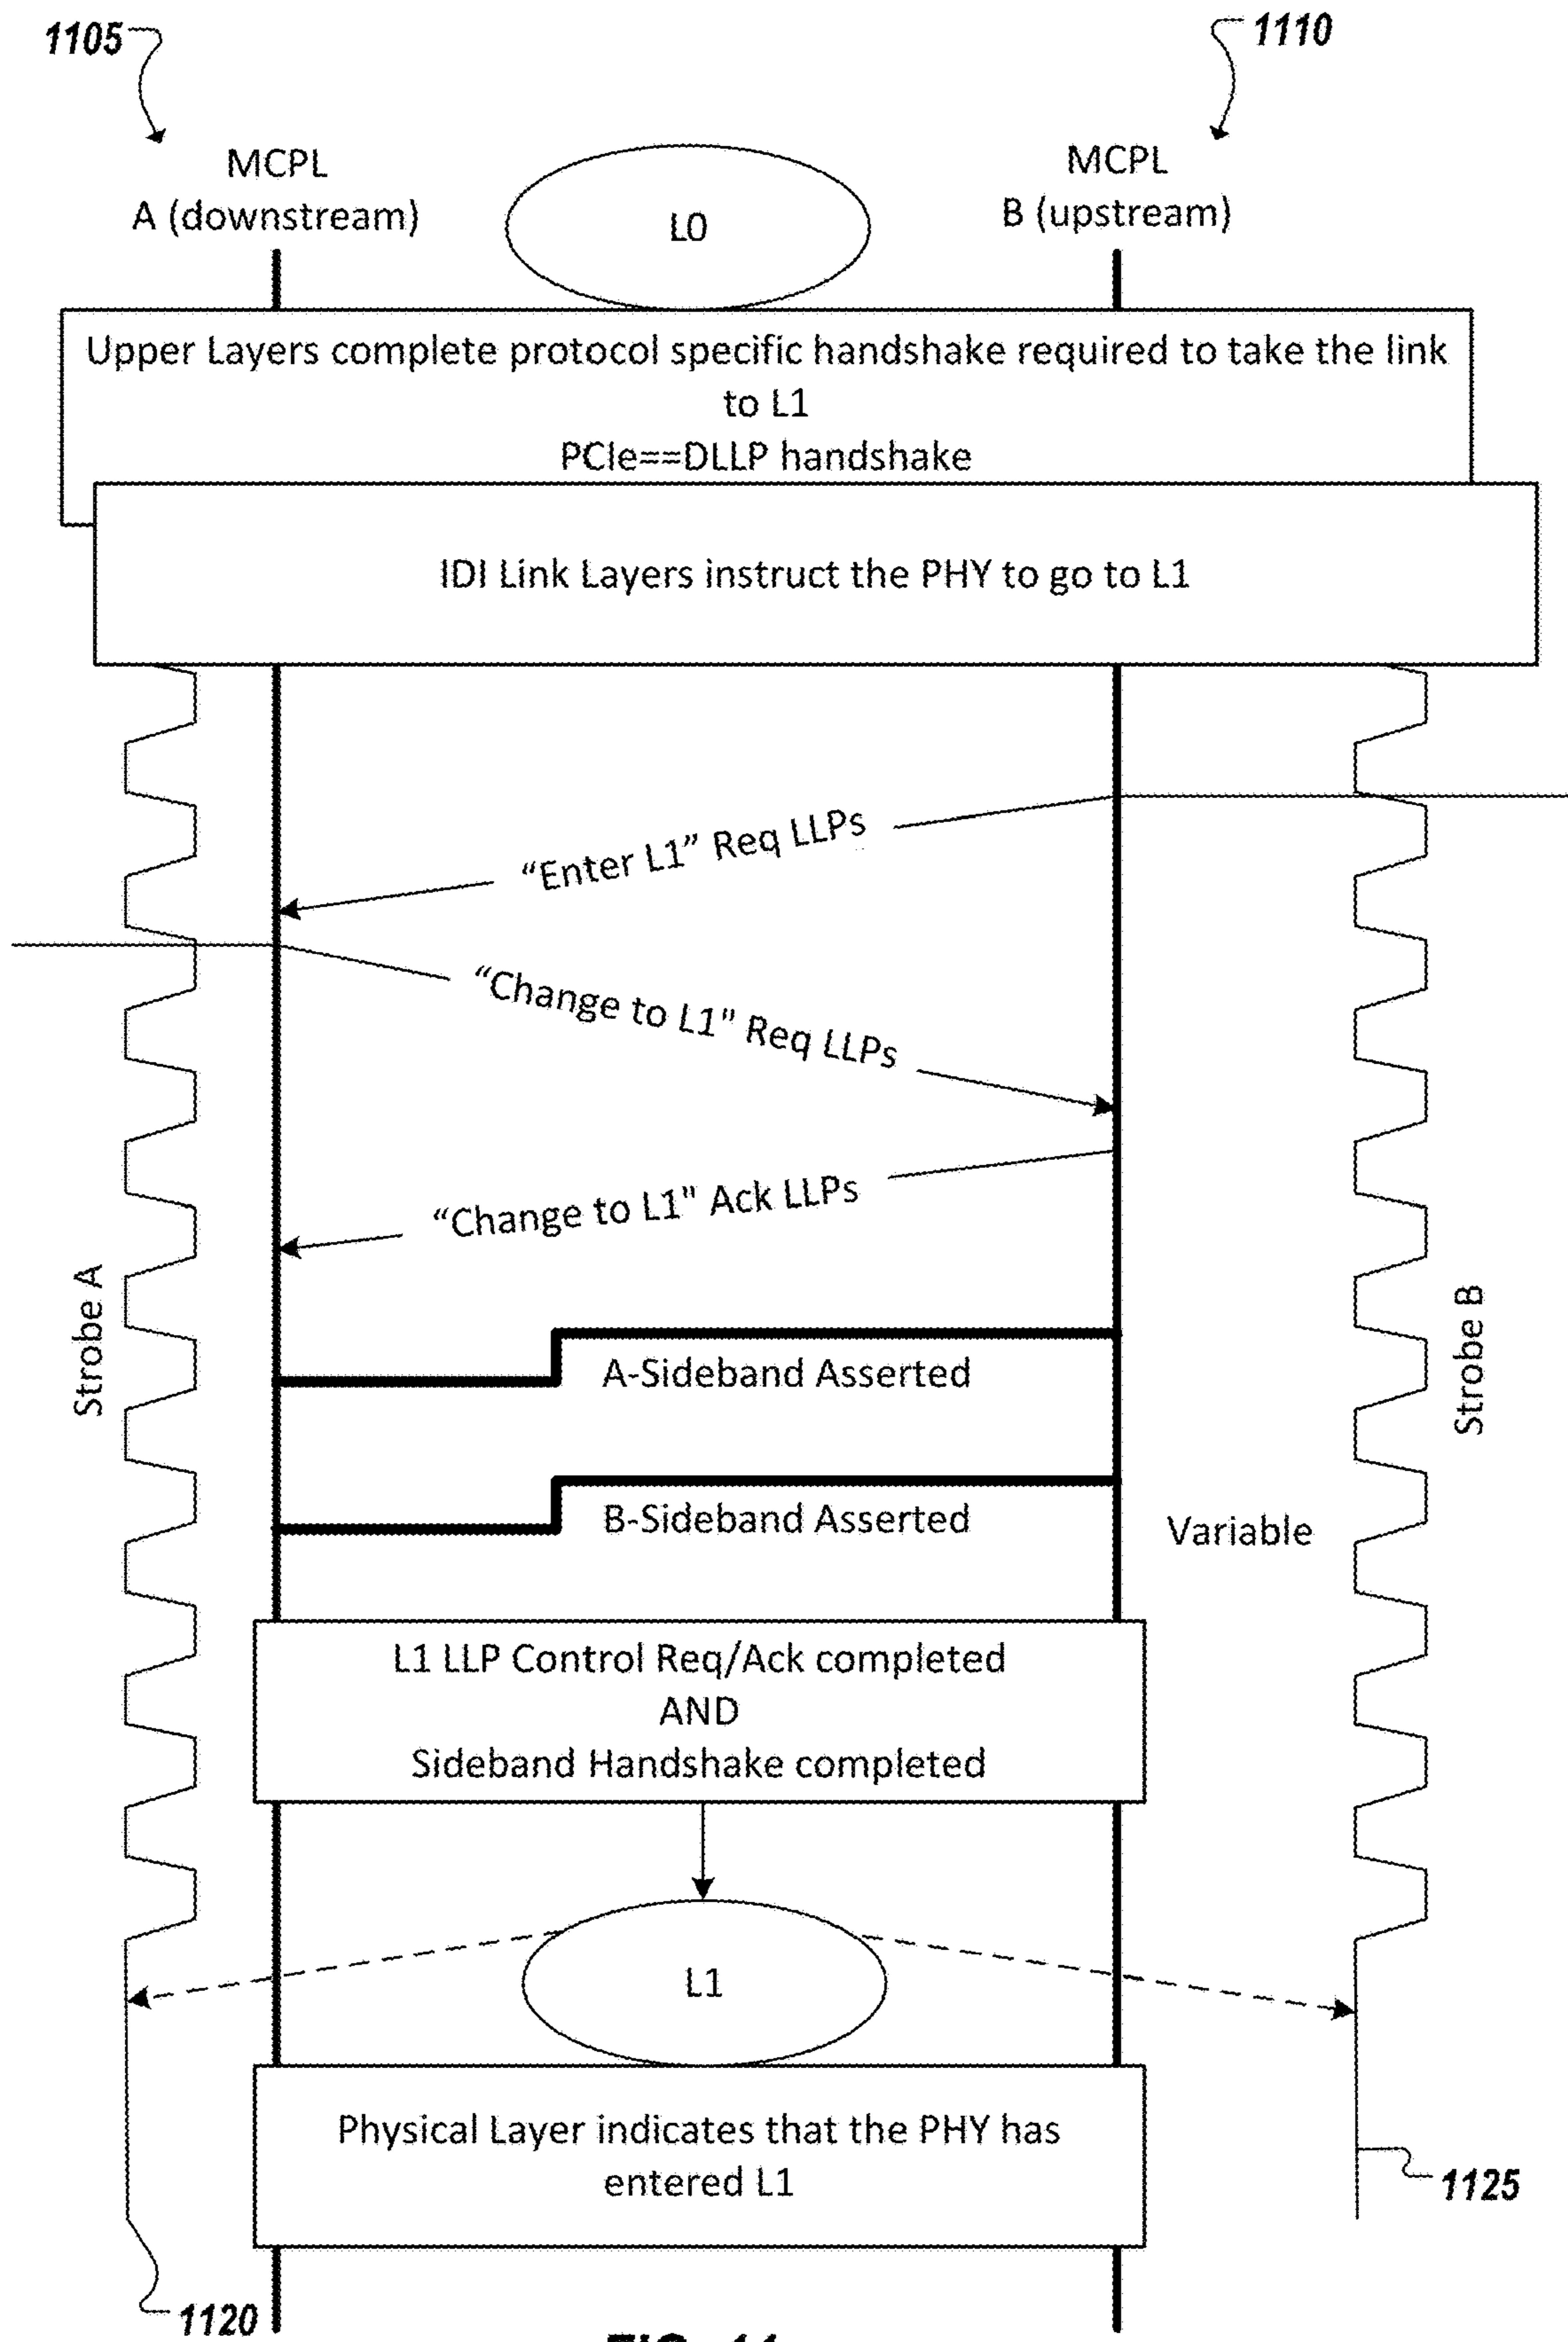 1105
1110
MCPL
A (downstream)
L0
MCPL
B (upstream)
Upper Layers complete protocol specific handshake required to take the link
to L1
PCIe==DLLP handshake
IDI Link Layers instruct the PHY to go to L1
“Enter L1” Req LLPs
“Change to L1" Req LLPs
“Change to L1" Ack LLPs
Strobe A
Strobe B
A-Sideband Asserted
B-Sideband Asserted
Variable
L1 LLP Control Req/Ack completed
AND
Sideband Handshake completed
L1
Physical Layer indicates that the PHY has
entered L1
1125
1120